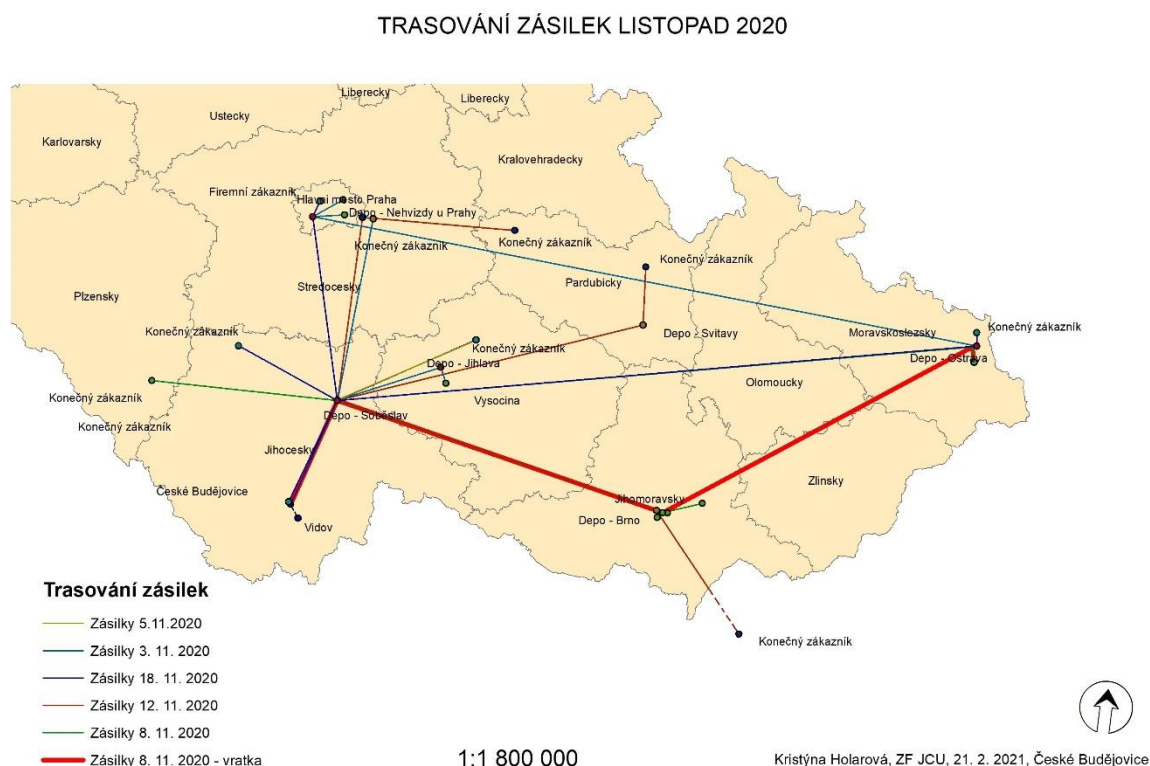 TRASOVÁNÍ ZÁSILEK LISTOPAD 2020
Liberecky
Liberecky
Ustecky
Karlovarsky
Kralovehradecky
Firemní zákazník
Hlavni mesto Praha
Depo - Nehvizdy u Prahy
Konečný zákazník
Konečný zákazník
Konečný zákazník
Pardubicky
Stredocesky
Plzensky
Konečný zákazník
Depo - Svitavy
Moravskoslezsky
Konečný zákazník
Depo - Ostrava
Konečný zákazník
Depo - Jihlava
Olomoucky
Konečný zákazník
Vysocina
Depo - Soběslav
Konečný zákazník
Jihocesky
Zlinsky
České Budějovice
Jihomoravsky
Depo - Brno
Vidov
Konečný zákazník
Trasování zásilek
Zásilky 5.11.2020
Zásilky 3. 11. 2020
Zásilky 18. 11. 2020
Zásilky 12. 11. 2020
Zásilky 8. 11. 2020
Zásilky 8. 11. 2020 - vratka
1:1 800 000
Kristýna Holarová, ZF JCU, 21. 2. 2021, České Budějovice